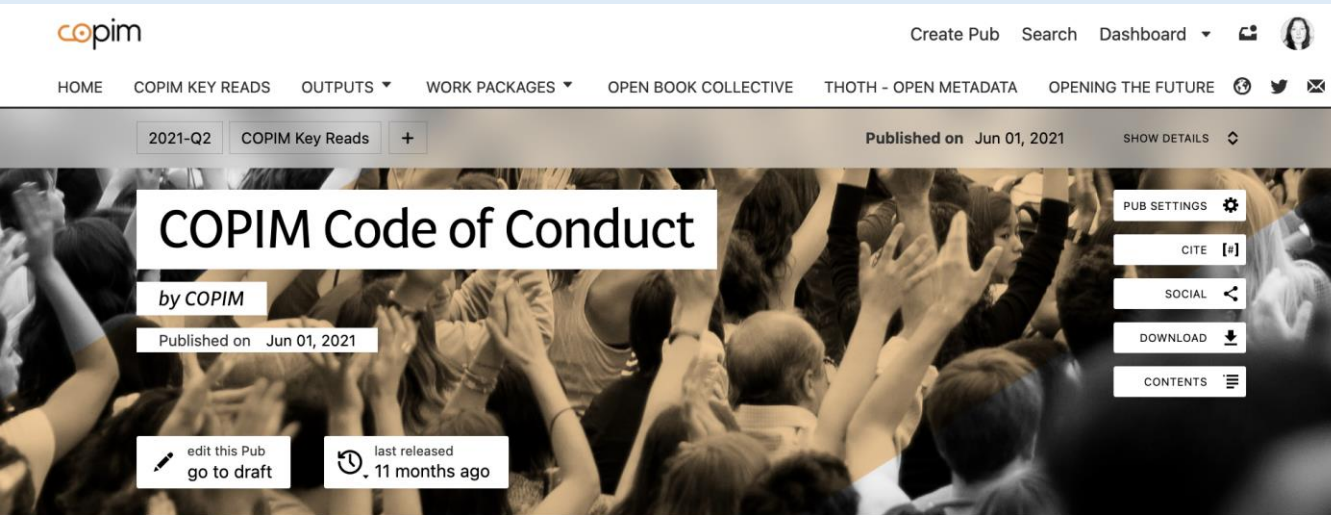 copim
Create Pub Search Dashboard
HOME COPIM KEY READS OUTPUTS WORK PACKAGES OPEN BOOK COLLECTIVE THOTH - OPEN METADATA OPENING THE FUTURE
2021-Q2 COPIM Key Reads + Published on Jun 01, 2021 SHOW DETAILS
COPIM Code of Conduct
PUB SETTINGS
CITE [#]
SOCIAL
by COPIM
Published on Jun 01, 2021
DOWNLOAD
CONTENTS
edit this Pub
go to draft
last released
11 months ago